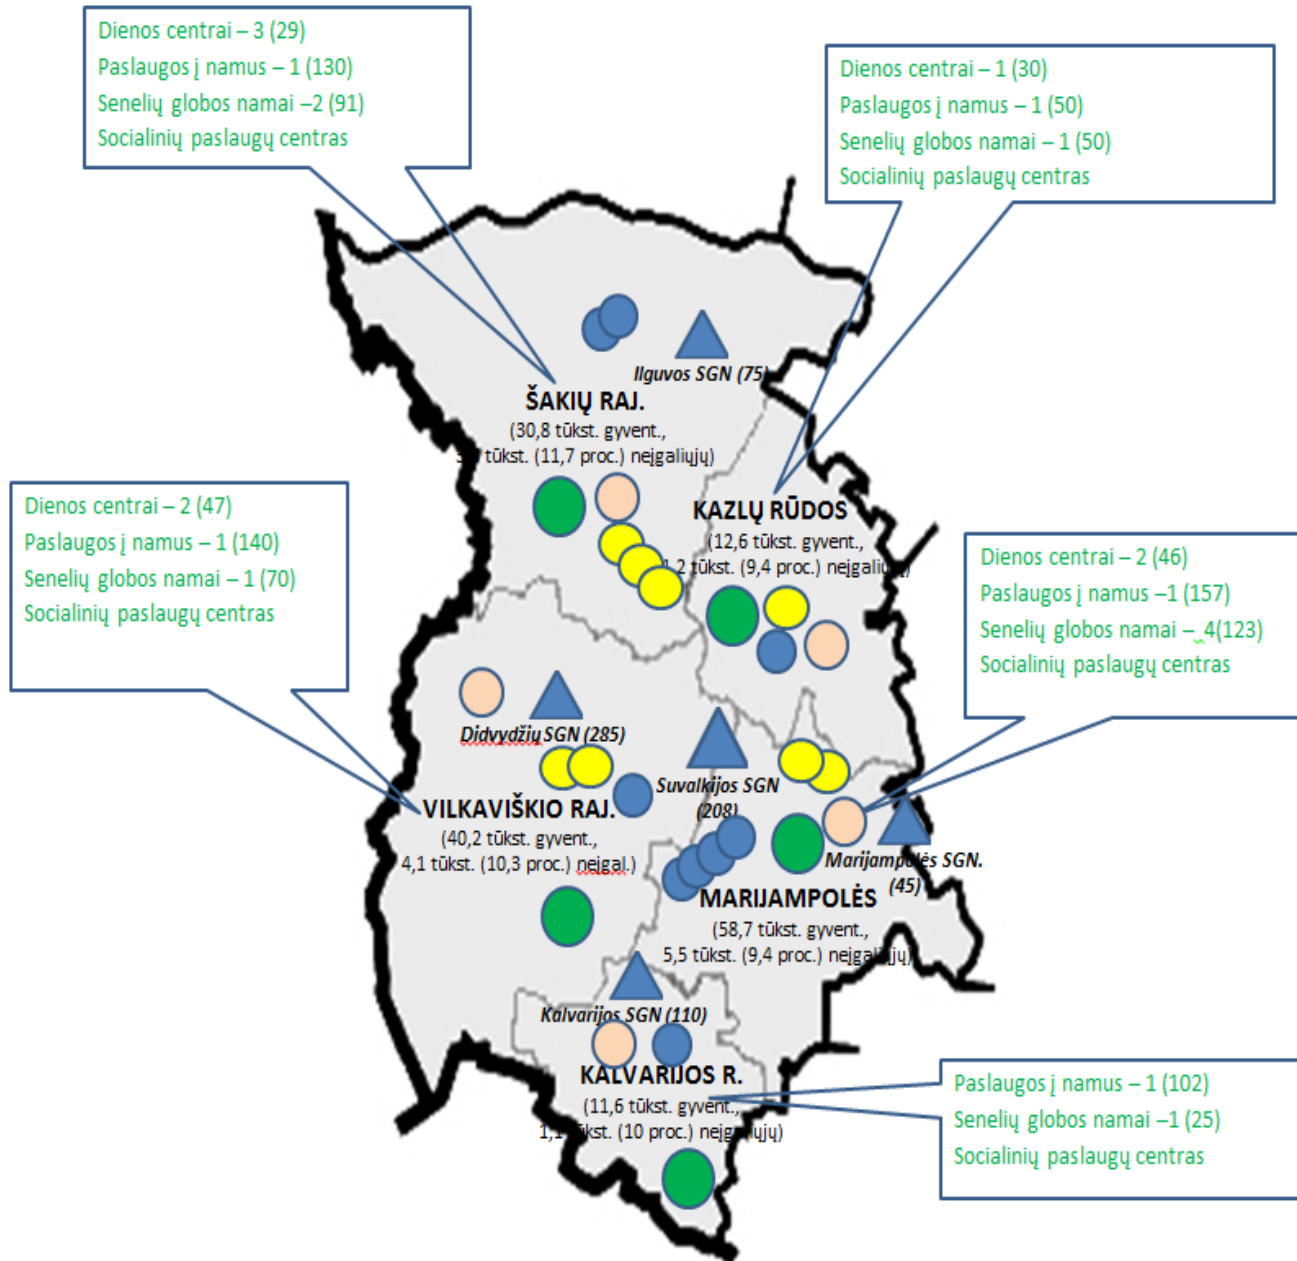 Dienos centrai – 3 (29)
Paslaugos į namus – 1 (130)
Senelių globos namai –2 (91)
Socialinių paslaugų centras
Dienos centrai – 1 (30)
Paslaugos į namus – 1 (50)
Senelių globos namai – 1 (50)
Socialinių paslaugų centras
Ilguvos SGN (75)
ŠAKIŲ RAJ.
(30,8 tūkst. gyvent.,
tūkst. (11,7 proc.) neįgaliųjų)
KAZLŲ RŪDOS
(12,6 tūkst. gyvent.,
1,2 tūkst. (9,4 proc.) neįgaliųjų)
Dienos centrai – 2 (47)
Paslaugos į namus – 1 (140)
Senelių globos namai – 1 (70)
Socialinių paslaugų centras
Dienos centrai – 2 (46)
Paslaugos į namus –1 (157)
Senelių globos namai – 4(123)
Socialinių paslaugų centras
Didvydžių SGN (285)
Suvalkijos SGN
(208)
VILKAVIŠKIO RAJ.
(40,2 tūkst. gyvent.,
4,1 tūkst. (10,3 proc.) neįgal.)
Marijampolės SGN.
(45)
MARIJAMPOLĖS
(58,7 tūkst. gyvent.,
5,5 tūkst. (9,4 proc.) neįgaliųjų)
Kalvarijos SGN (110)
KALVARIJOS R.
(11,6 tūkst. gyvent.,
1,1 tūkst. (10 proc.) neįgaliųjų)
Paslaugos į namus – 1 (102)
Senelių globos namai –1 (25)
Socialinių paslaugų centras